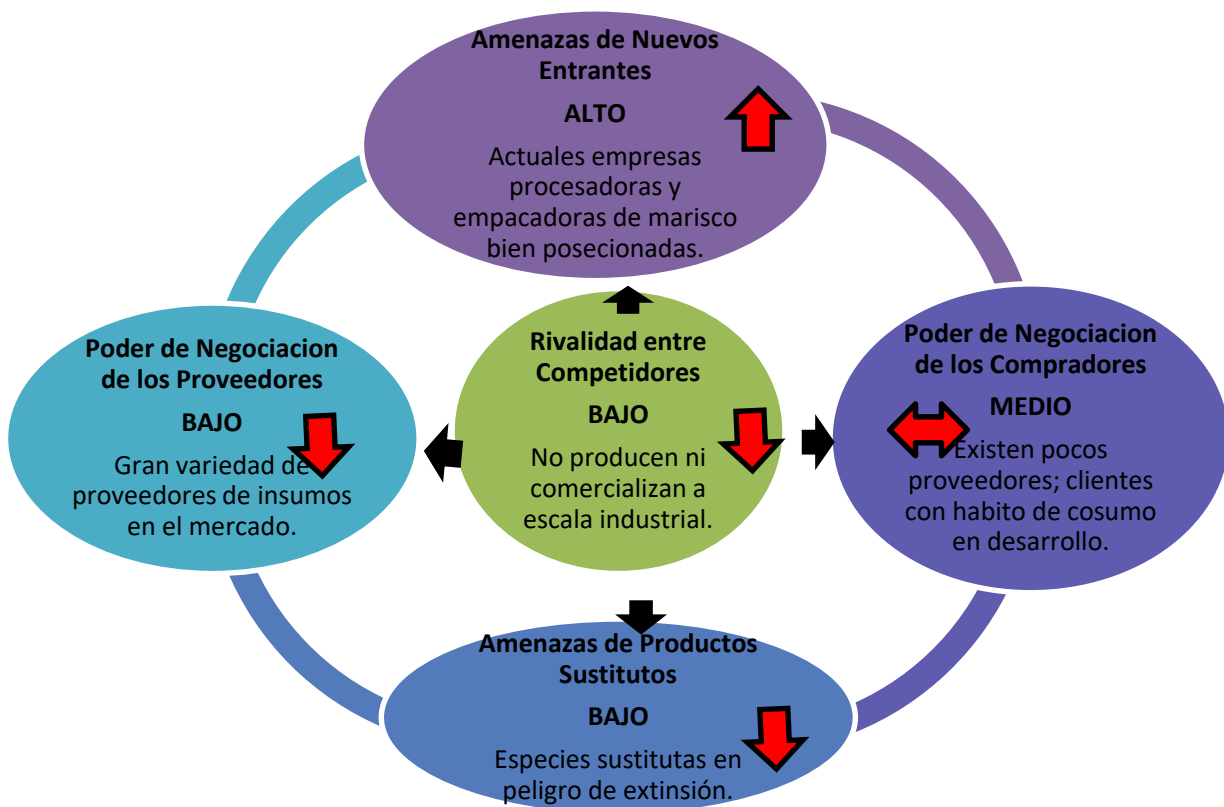 Amenazas de Nuevos
Entrantes
ALTO
Actuales empresas
procesadoras y
empacadoras de marisco
bien posecionadas.
Poder de Negociacion
de los Proveedores
BAJO
Gran variedad de
proveedores de insumos
en el mercado.
Rivalidad entre
Competidores
BAJO
No producen ni
comercializan a
escala industrial.
Poder de Negociacion
de los Compradores
MEDIO
Existen pocos
proveedores; clientes
con habito de cosumo
en desarrollo.
Amenazas de Productos
Sustitutos
BAJO
Especies sustitutas en
peligro de extinsión.